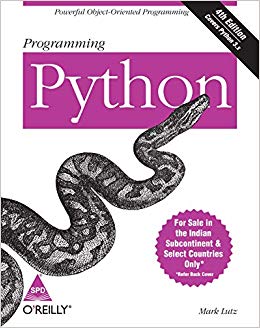 Powerful Object-Oriented Programming
4th Edition
Covers Python 3.x
Programming
Python
For Sale in
the Indian
Subcontinent &
Select Countries
Only*
*Refer Back Cover
SPD
O'REILLY®
Mark Lutz